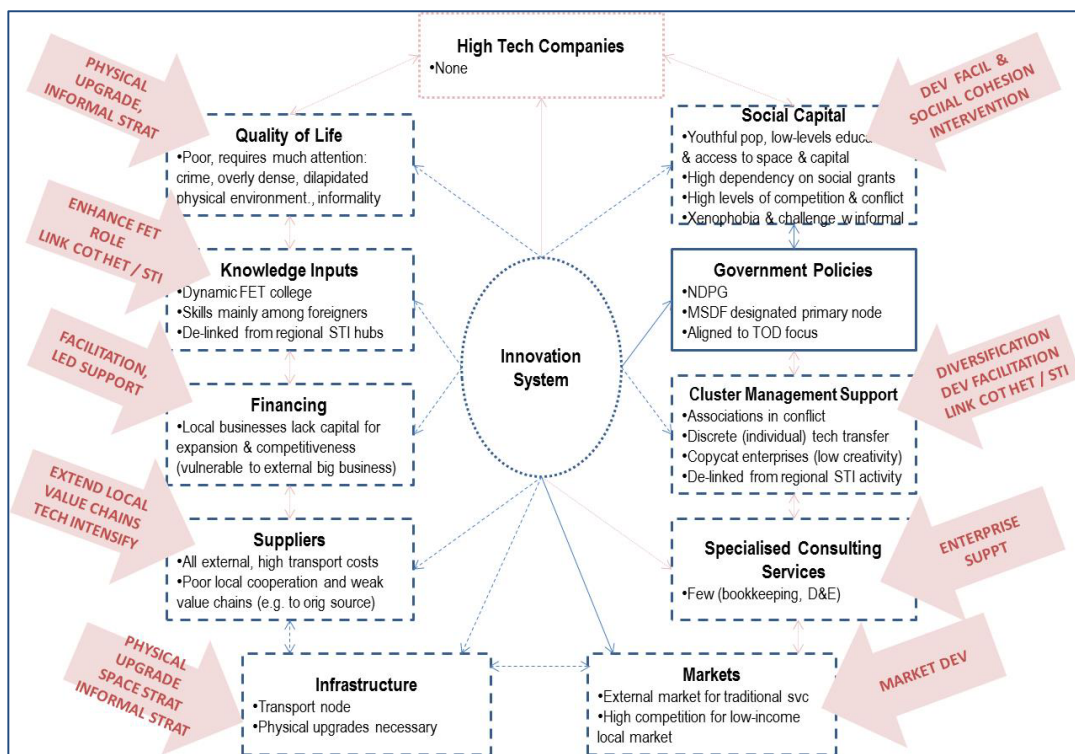 High Tech Companies
•None
PHYSICAL
UPGRADE,
INFORMAL STRAT
DEV FACIL &
SOCIIAL COHESION
INTERVENTION
Quality of Life
•Poor, requires much attention:
crime, overly dense, dilapidated
physical environment., informality
Social Capital
•Youthful pop, low-levels educa
& access to space & capital
•High dependency on social grants
•High levels of competition & conflict
•Xenophobia & challenge w informal
ENHANCE FET
ROLE
LINK COT HET / STI
Knowledge Inputs
•Dynamic FET college
•Skills mainly among foreigners
•De-linked from regional STI hubs
Government Policies
•NDPG
•MSDF designated primary node
•Aligned to TOD focus
Innovation
System
FACILITATION,
LED SUPPORT
Financing
•Local businesses lack capital for
expansion & competitiveness
(vulnerable to external big business)
Cluster Management Support
•Associations in conflict
•Discrete (individual) tech transfer
•Copycat enterprises (low creativity)
•De-linked from regional STI activity
DIVERSIFICATION
DEV FACILITATION
LINK COT HET / STI
EXTEND LOCAL
VALUE CHAINS
TECH INTENSIFY
Suppliers
•All external, high transport costs
•Poor local cooperation and weak
value chains (e.g. to orig source)
Specialised Consulting
Services
•Few (bookkeeping, D&E)
ENTERPRISE
SUPPT
PHYSICAL
UPGRADE
SPACE STRAT
INFORMAL STRAT
Infrastructure
•Transport node
•Physical upgrades necessary
Markets
•External market for traditional svc
•High competition for low-income
local market
MARKET DEV